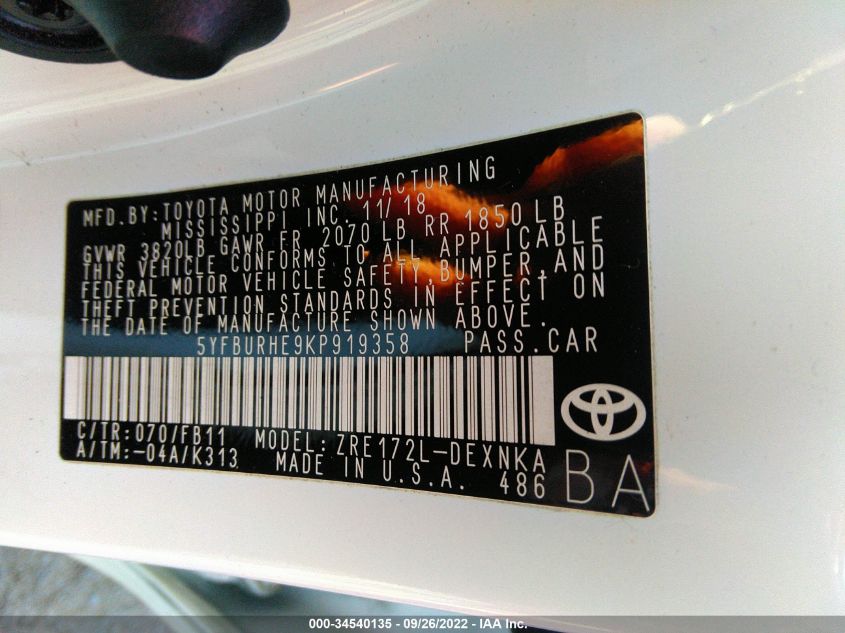 MFD.BY:TOYOTA MOTOR MANUFACTURING
MISSISSIPPI INC. 11/18
GVWR 3820LB GAWR FR 2070 LB RR 1850 LB
THIS VEHICLE CONFORMS TO ALL APPLICABLE
FEDERAL MOTOR VEHICLE SAFETY,BUMPER,AND
THEFT PREVENTION STANDARDS IN EFFECT ON
THE DATE OF MANUFACTURE SHOWN ABOVE.
5YFBURHE9KP919358 PASS.CAR
C/TR:070/FB11 MODEL: ZRE172L-DEXNKA
A/TM:-04A/K313 MADE IN U.S.A. 486 BA
000-34540135 - 09/26/2022 - IAA Inc.